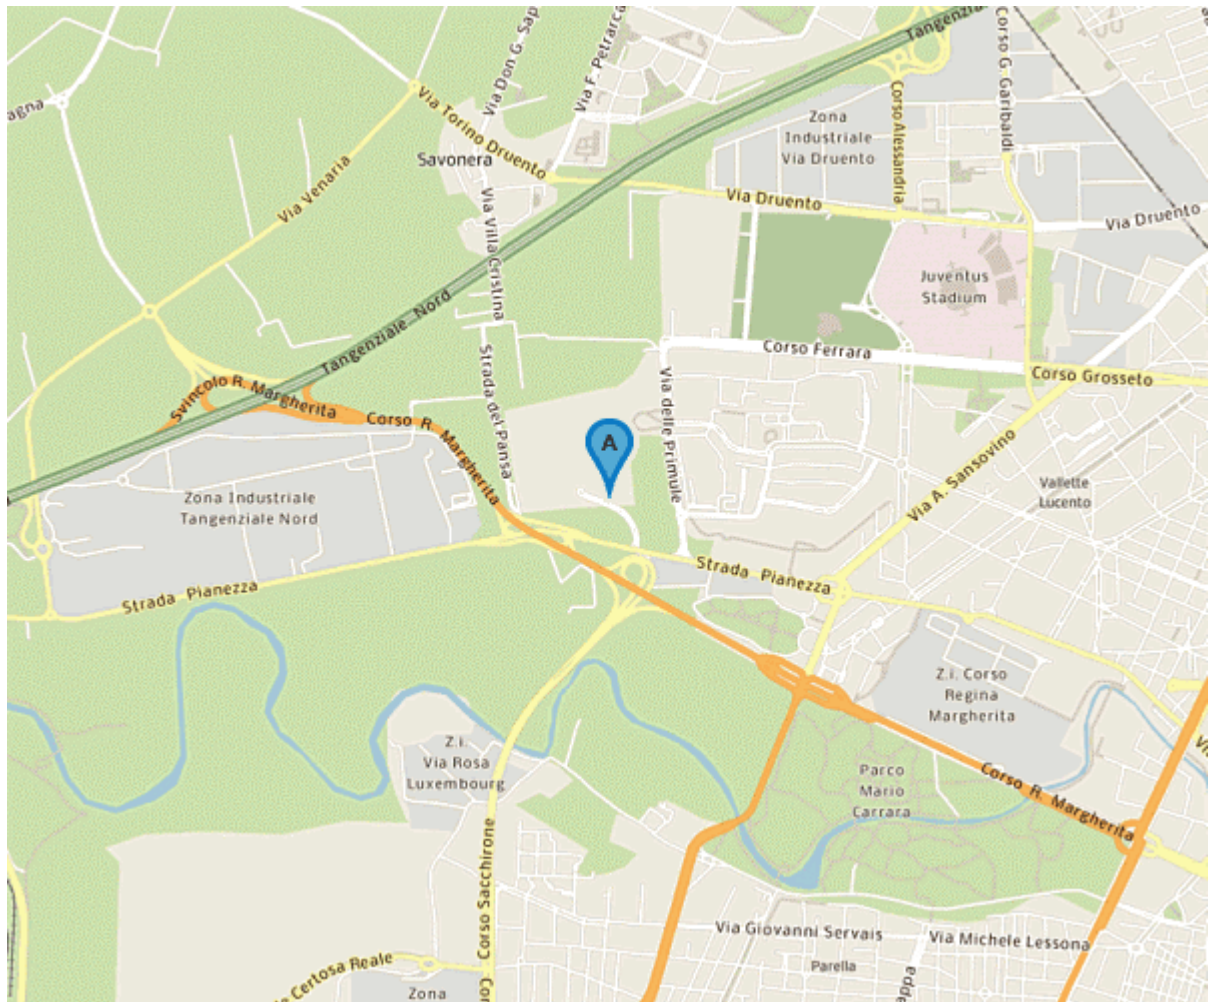 Via Don G. Sap
Via F. Petrarca
Tangenzia
Corso G. Garibaldi
agna
Via Torino Druento
Corso Alessandria
Zona
Industriale
Via Druento
Savonera
Via Venaria
Via Druento
Via Druento
Via Villa Cristina
Juventus
Stadium
Tangenziale Nord
Corso Ferrara
Corso Grosseto
Strada del Pansa
Via delle Primule
Svincolo R. Margherita
Corso R. Margherita
A
Via A. Sansovino
Vallette
Lucento
Zona Industriale
Tangenziale Nord
Strada Pianezza
Strada Pianezza
Z.i. Corso
Regina
Margherita
Z.i.
Via Rosa
Luxembourg
Parco
Mario
Carrara
Corso R. Margherita
Corso Sacchirone
Con
Via Giovanni Servais
Via Michele Lessona
Parella
eppa
e Certosa Reale
Zona